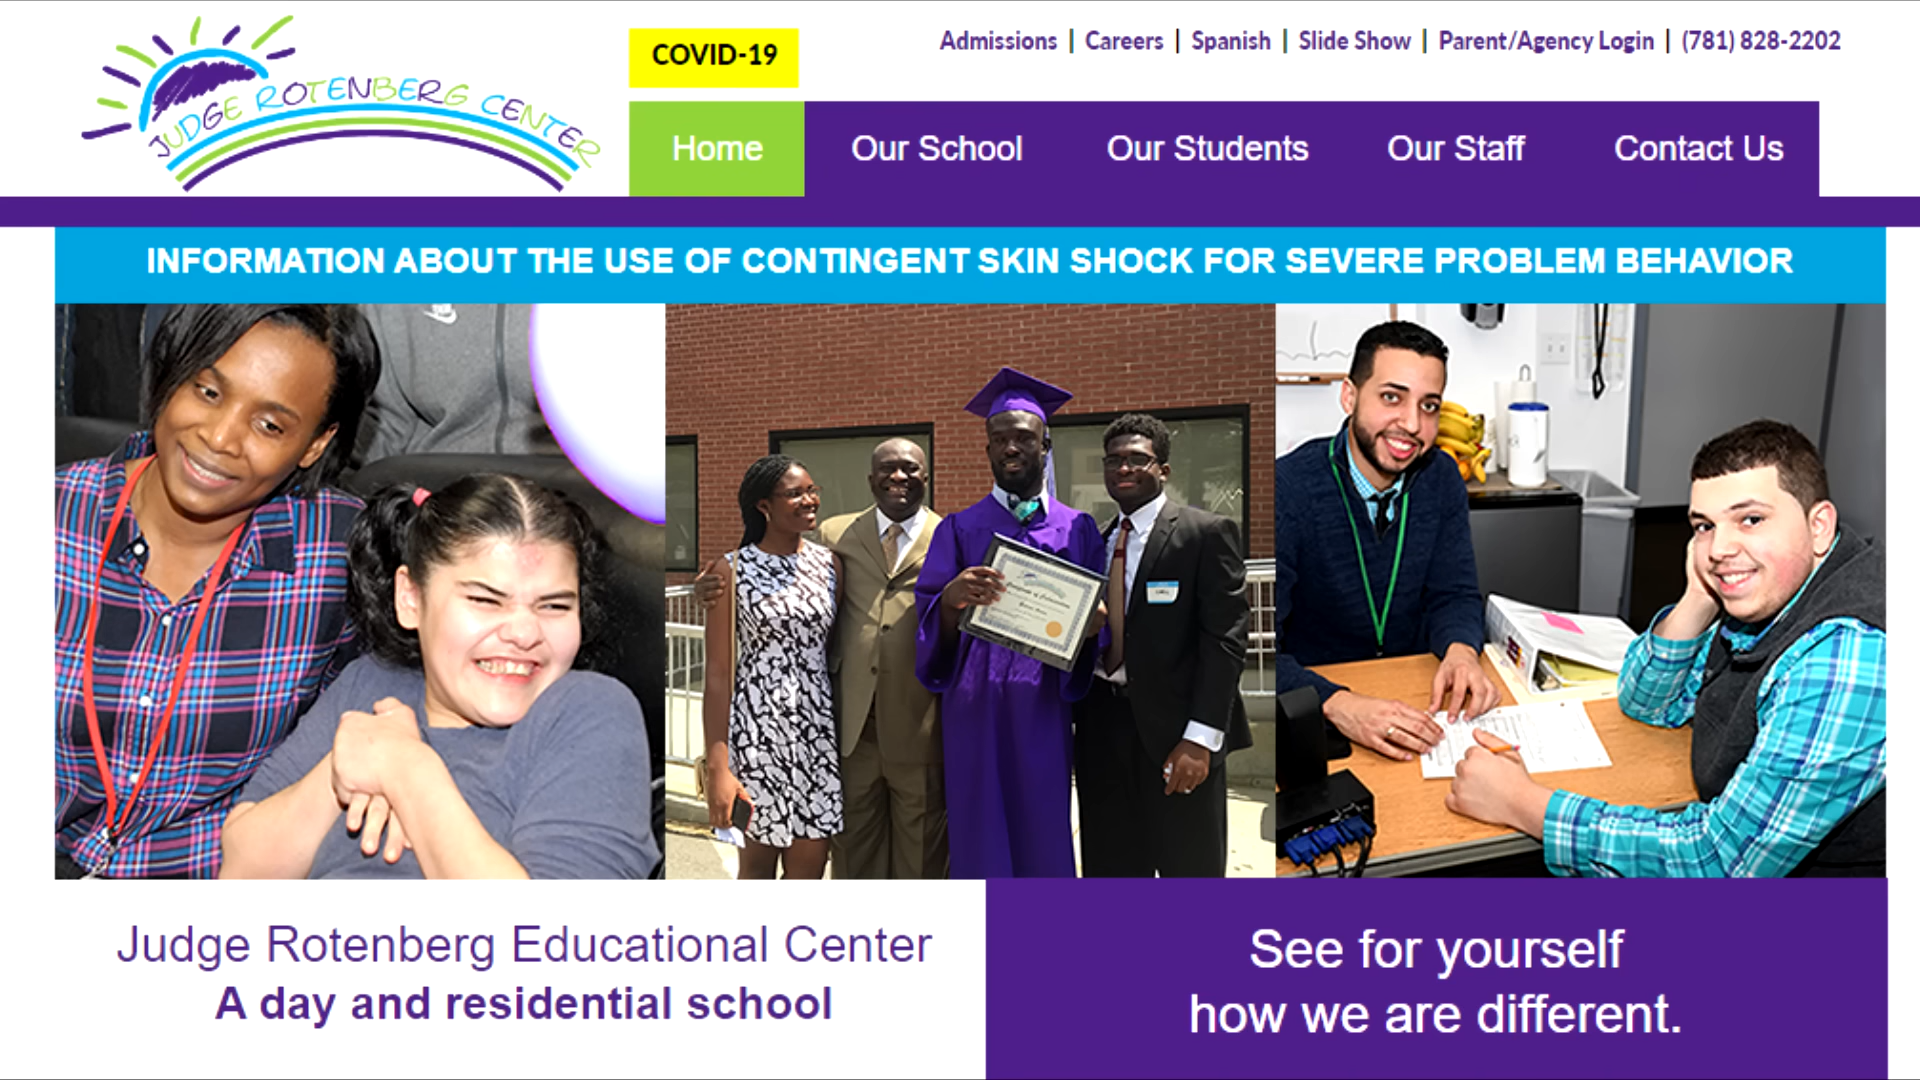 JUDGE ROTENBERG CENTER
COVID-19
Admissions | Careers | Spanish | Slide Show | Parent/Agency Login | (781) 828-2202
Home Our School Our Students Our Staff Contact Us
INFORMATION ABOUT THE USE OF CONTINGENT SKIN SHOCK FOR SEVERE PROBLEM BEHAVIOR
Judge Rotenberg Educational Center
A day and residential school
See for yourself
how we are different.